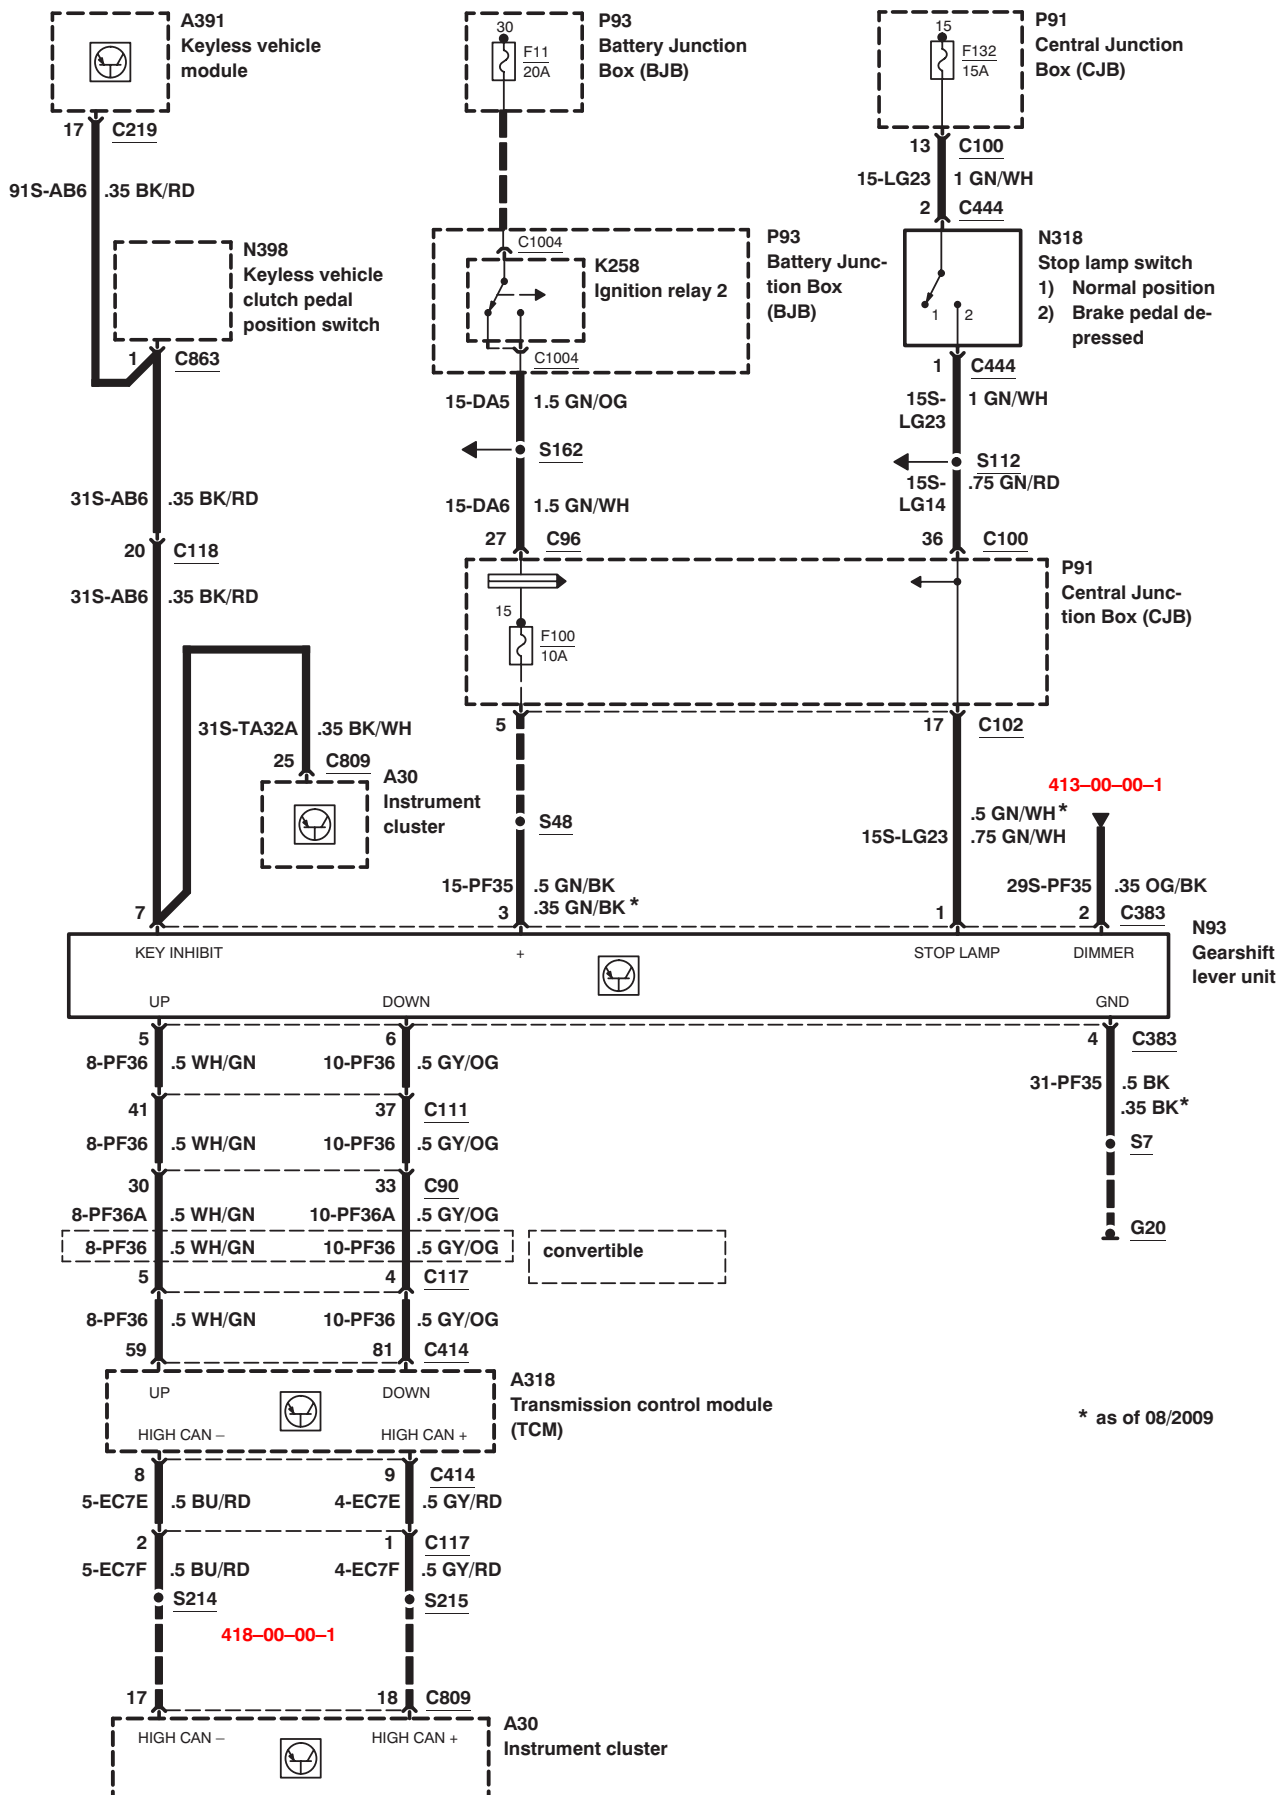 A391
Keyless vehicle
module
17 C219
91S-AB6 .35 BK/RD
N398
Keyless vehicle
clutch pedal
position switch
1 C863
31S-AB6 .35 BK/RD
20 C118
31S-AB6 .35 BK/RD
31S-TA32A .35 BK/WH
25 C809
A30
Instrument
cluster
30
F11
20A
P93
Battery Junction
Box (BJB)
C1004
K258
Ignition relay 2
C1004
P93
Battery Junc-
tion Box
(BJB)
15-DA5 1.5 GN/OG
S162
15-DA6 1.5 GN/WH
27 C96
15
F132
15A
P91
Central Junction
Box (CJB)
13 C100
15-LG23 1 GN/WH
2 C444
1 2
N318
Stop lamp switch
1) Normal position
2) Brake pedal de-
pressed
1 C444
15S- 1 GN/WH
LG23
S112
15S- .75 GN/RD
LG14
36 C100
15
F100
10A
P91
Central Junc-
tion Box (CJB)
5 17 C102
S48
15-PF35 .5 GN/BK
.35 GN/BK *
413–00–00–1
.5 GN/WH *
15S-LG23 .75 GN/WH
29S-PF35 .35 OG/BK
7 3 1 2 C383
KEY INHIBIT + STOP LAMP DIMMER
UP DOWN GND
N93
Gearshift
lever unit
5 6 4 C383
8-PF36 .5 WH/GN 10-PF36 .5 GY/OG
31-PF35 .5 BK
.35 BK *
S7
G20
41 37 C111
8-PF36 .5 WH/GN 10-PF36 .5 GY/OG
30 33 C90
8-PF36A .5 WH/GN 10-PF36A .5 GY/OG
8-PF36 .5 WH/GN 10-PF36 .5 GY/OG convertible
5 4 C117
8-PF36 .5 WH/GN 10-PF36 .5 GY/OG
59 81 C414
UP DOWN
HIGH CAN – HIGH CAN +
A318
Transmission control module
(TCM)
* as of 08/2009
8 9 C414
5-EC7E .5 BU/RD 4-EC7E .5 GY/RD
2 1 C117
5-EC7F .5 BU/RD 4-EC7F .5 GY/RD
S214 S215
418–00–00–1
17 18 C809
HIGH CAN – HIGH CAN +
A30
Instrument cluster